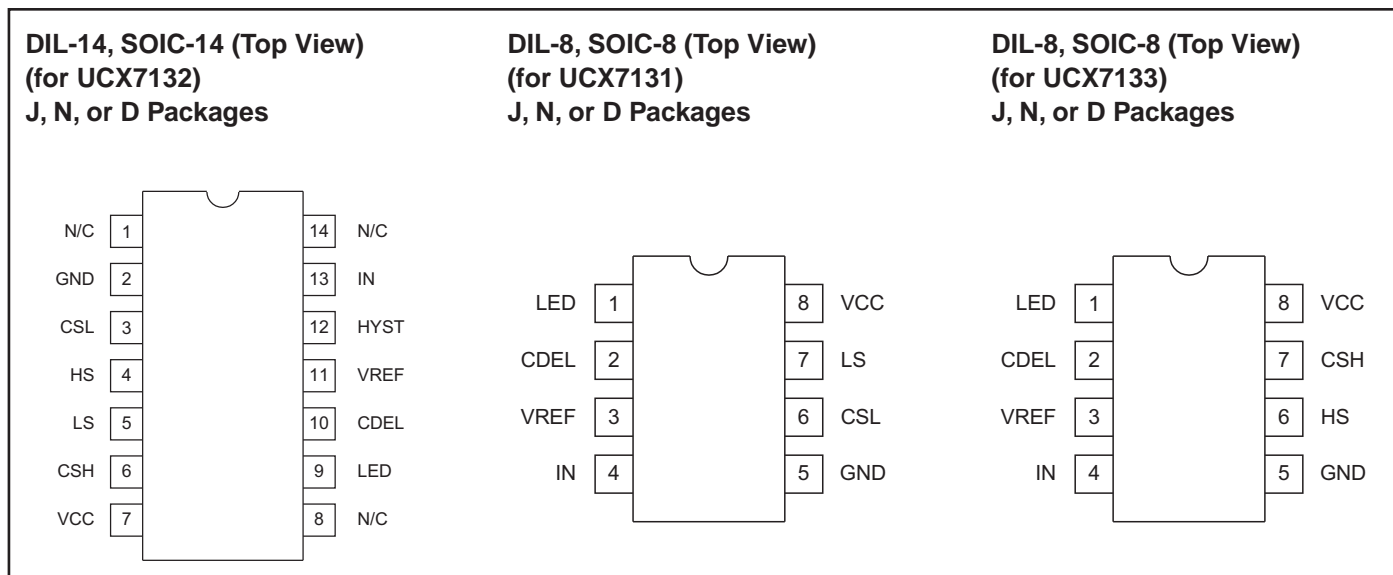 DIL-14, SOIC-14 (Top View)
(for UCX7132)
J, N, or D Packages
N/C 1 14 N/C
GND 2 13 IN
CSL 3 12 HYST
HS 4 11 VREF
LS 5 10 CDEL
CSH 6 9 LED
VCC 7 8 N/C
DIL-8, SOIC-8 (Top View)
(for UCX7131)
J, N, or D Packages
LED 1 8 VCC
CDEL 2 7 LS
VREF 3 6 CSL
IN 4 5 GND
DIL-8, SOIC-8 (Top View)
(for UCX7133)
J, N, or D Packages
LED 1 8 VCC
CDEL 2 7 CSH
VREF 3 6 HS
IN 4 5 GND